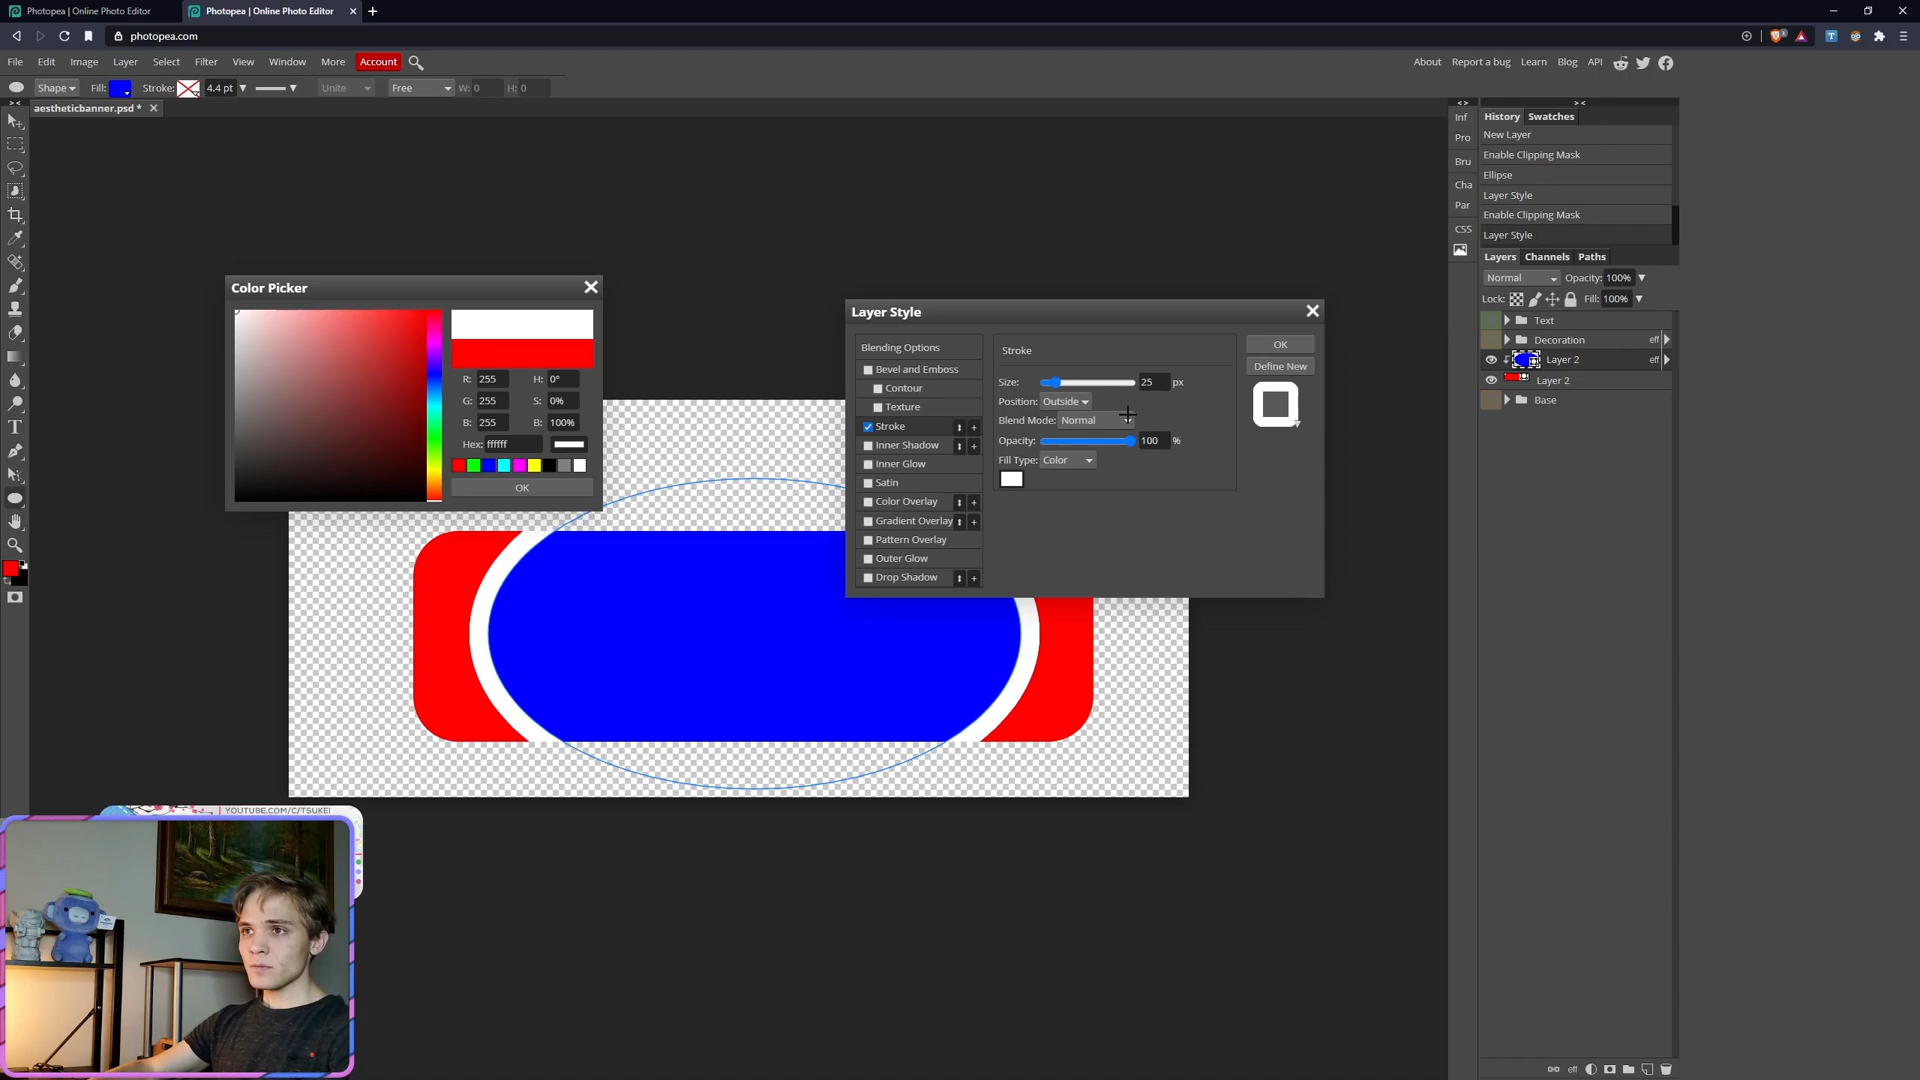 Photopea | Online Photo Editor
Photopea | Online Photo Editor
photopea.com
File Edit Image Layer Select Filter View Window More Account
About Report a bug Learn Blog API
Shape Fill: Stroke: 4.4 pt Unite Free W: 0 H: 0
aestheticbanner.psd *
Inf
Pro
Bru
Cha
Par
CSS
History Swatches
New Layer
Enable Clipping Mask
Ellipse
Layer Style
Enable Clipping Mask
Layer Style
Layers Channels Paths
Normal Opacity: 100%
Lock: Fill: 100%
Text
Decoration eff
Layer 2 eff
Layer 2
Base
eff
Color Picker
R: 255 H: 0°
G: 255 S: 0%
B: 255 B: 100%
Hex: ffffff
OK
Layer Style
Blending Options
Bevel and Emboss
Contour
Texture
Stroke
Inner Shadow
Inner Glow
Satin
Color Overlay
Gradient Overlay
Pattern Overlay
Outer Glow
Drop Shadow
Stroke
Size: 25 px
Position: Outside
Blend Mode: Normal
Opacity: 100 %
Fill Type: Color
OK
Define New
YOUTUBE.COM/C/TSUKEI